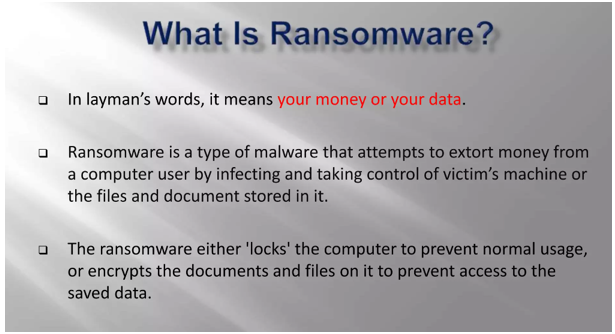 What Is Ransomware?
❑ In layman's words, it means your money or your data.
❑ Ransomware is a type of malware that attempts to extort money from
a computer user by infecting and taking control of victim's machine or
the files and document stored in it.
❑ The ransomware either 'locks' the computer to prevent normal usage,
or encrypts the documents and files on it to prevent access to the
saved data.